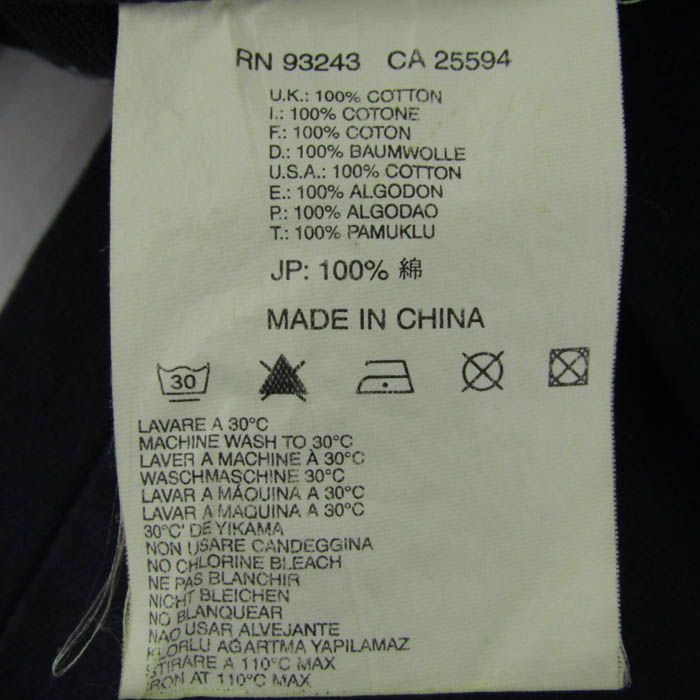 RN 93243 CA 25594
U.K.: 100% COTTON
I.: 100% COTONE
F.: 100% COTON
D.: 100% BAUMWOLLE
U.S.A.: 100% COTTON
E.: 100% ALGODON
P.: 100% ALGODAO
T.: 100% PAMUKLU
JP: 100% 綿
MADE IN CHINA
30
LAVARE A 30°C
MACHINE WASH TO 30°C
LAVER A MACHINE À 30°C
WASCHMASCHINE 30°C
LAVAR A MÁQUINA A 30°C
LAVAR A MAQUINA A 30°C
30°C' DE YIKAMA
NON USARE CANDEGGINA
NO CHLORINE BLEACH
NE PAS BLANCHIR
NICHT BLEICHEN
NO BLANQUEAR
NAO USAR ALVEJANTE
KLORLU AGARTMA YAPILAMAZ
STIRARE A 110°C MAX
IRON AT 110°C MAX